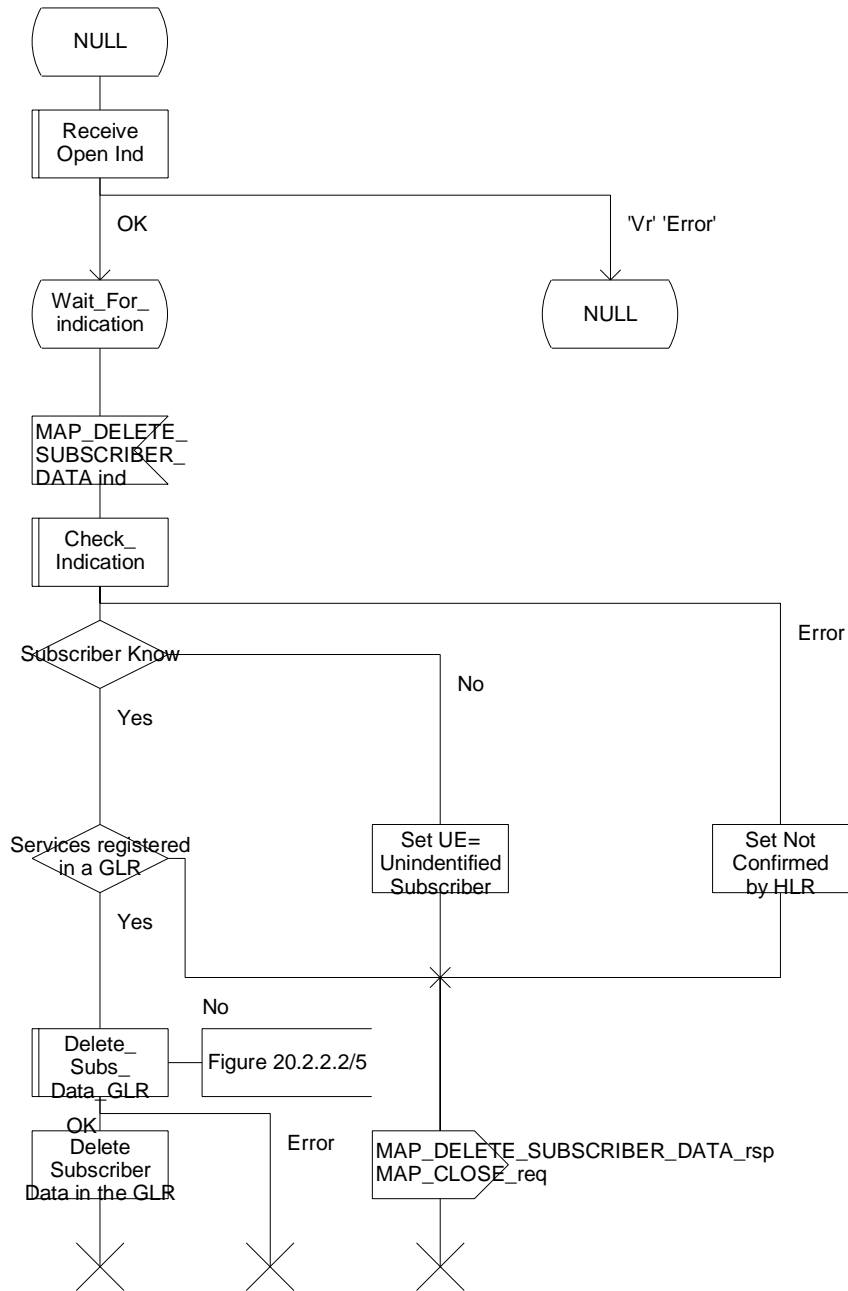 NULL
Receive
Open Ind
OK
'Vr' 'Error'
Wait_For_
indication
NULL
MAP_DELETE_
SUBSCRIBER_
DATA ind
Check_
Indication
Error
Subscriber Know
No
Yes
Services registered
in a GLR
Set UE=
Unindentified
Subscriber
Set Not
Confirmed
by HLR
Yes
No
Delete_
Subs_
Data_GLR
Figure 20.2.2.2/5
OK
Error
Delete
Subscriber
Data in the GLR
MAP_DELETE_SUBSCRIBER_DATA_rsp
MAP_CLOSE_req